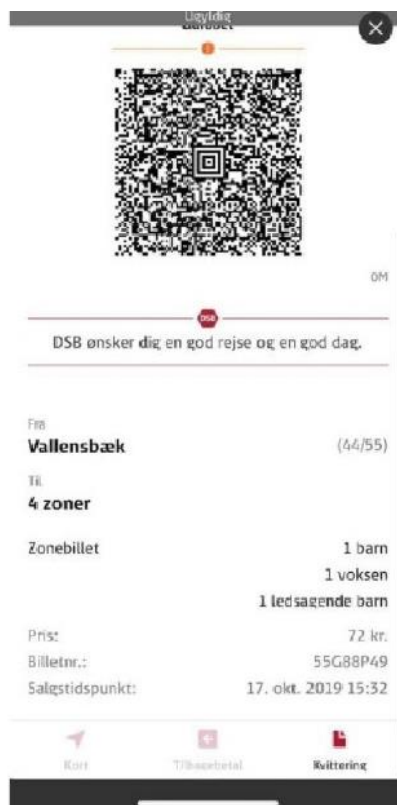 Ugyldig
OM
DSB
DSB ønsker dig en god rejse og en god dag.
Fra
Vallensbæk (44/55)
Til
4 zoner
Zonebillet 1 barn
1 voksen
1 ledsagende barn
Pris: 72 kr.
Billetnr.: 55G88P49
Salgstidspunkt: 17. okt. 2019 15:32
Kort Tilbagebetal Kvittering